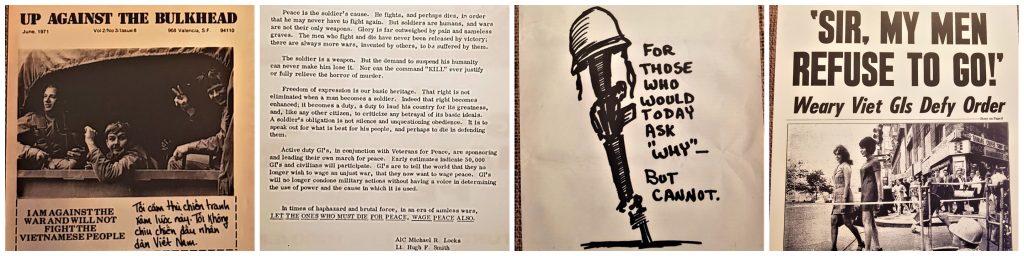 UP AGAINST THE BULKHEAD
June, 1971 Vol 2/No 3/Issue 8 968 Valencia, S.F. 94110
I AM AGAINST THE
WAR AND WILL NOT
FIGHT THE
VIETNAMESE PEOPLE
Tôi căm thù chiến tranh
xâm lược này. Tôi không
chịu chiến đấu nhân
dân Việt Nam.
Peace is the soldier's cause. He fights, and perhaps dies, in order
that he may never have to fight again. But soldiers are humans, and wars
are not their only weapons. Glory is far outweighed by pain and nameless
graves. The men who fight and die have never been released by victory;
there are always more wars, invented by others, to be suffered by them.
The soldier is a weapon. But the demand to suspend his humanity
can never make him lose it. Nor can the command "KILL" ever justify
or fully relieve the horror of murder.
Freedom of expression is our basic heritage. That right is not
eliminated when a man becomes a soldier. Indeed that right becomes
enhanced; it becomes a duty, a duty to laud his country for its greatness,
and, like any other citizen, to criticize any betrayal of its basic ideals.
A soldier's obligation is not silence and unquestioning obedience. It is to
speak out for what is best for his people, and perhaps to die in defending
them.
Active duty GI's, in conjunction with Veterans for Peace, are sponsoring
and leading their own march for peace. Early estimates indicate 50,000
GI's and civilians will participate. GI's are to tell the world that they no
longer wish to wage an unjust war, that they now want to wage peace. GI's
will no longer condone military actions without having a voice in determining
the use of power and the cause in which it is used.
In times of haphazard and brutal force, in an era of aimless wars,
LET THE ONES WHO MUST DIE FOR PEACE, WAGE PEACE ALSO.
A1C Michael R. Locks
Lt. Hugh F. Smith
FOR
THOSE
WHO
WOULD
TODAY
ASK
"WHY"—
BUT
CANNOT.
'SIR, MY MEN
REFUSE TO GO!'
Weary Viet GIs Defy Order